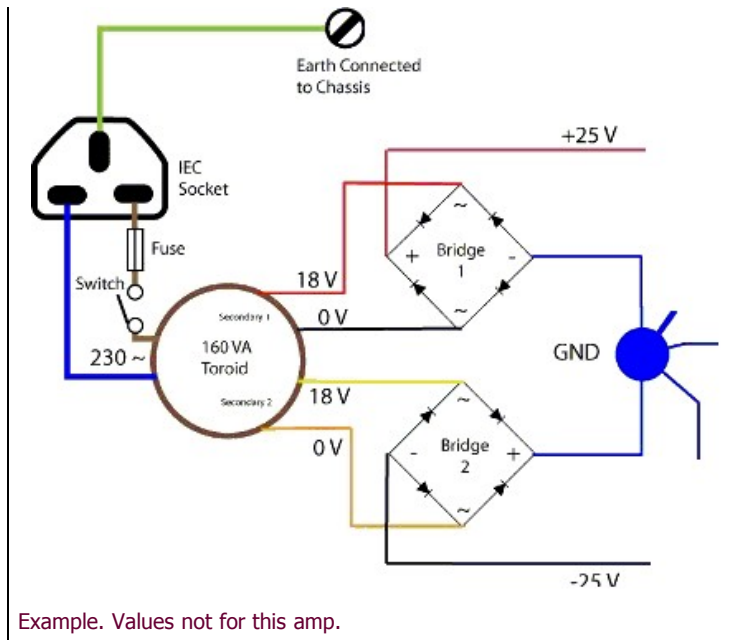 Earth Connected
to Chassis
+25 V
IEC
Socket
~
Fuse
+
Bridge
1
-
Switch
18 V
~
Secondary 1
0 V
230 ~
160 VA
Toroid
GND
18 V
~
Secondary 2
0 V
-
Bridge
2
+
~
-25 V
Example. Values not for this amp.